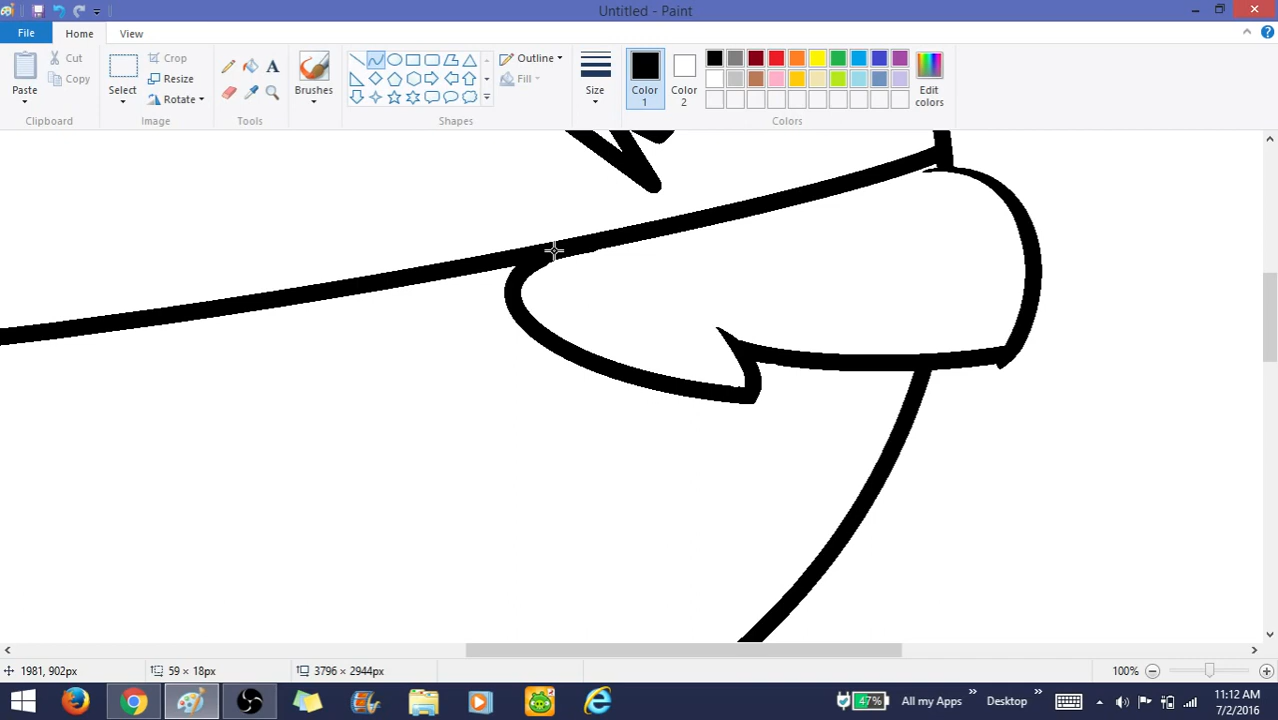 Untitled - Paint
File Home View
Paste
Cut
Copy
Clipboard
Select
Crop
Resize
Rotate
Image
A
Tools
Brushes
Outline
Fill
Shapes
Size
Color 1
Color 2
Edit colors
Colors
1981, 902px 59 × 18px 3796 × 2944px 100%
47% All my Apps » Desktop » 11:12 AM
7/2/2016